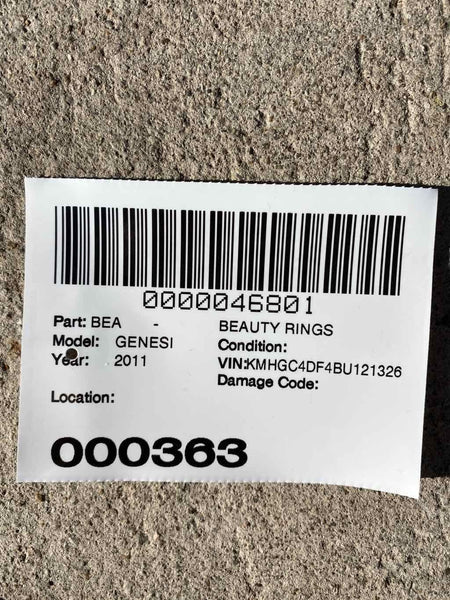 0000046801
Part: BEA - BEAUTY RINGS
Model: GENESI Condition:
Year: 2011 VIN:KMHGC4DF4BU121326
Damage Code:
Location:
000363